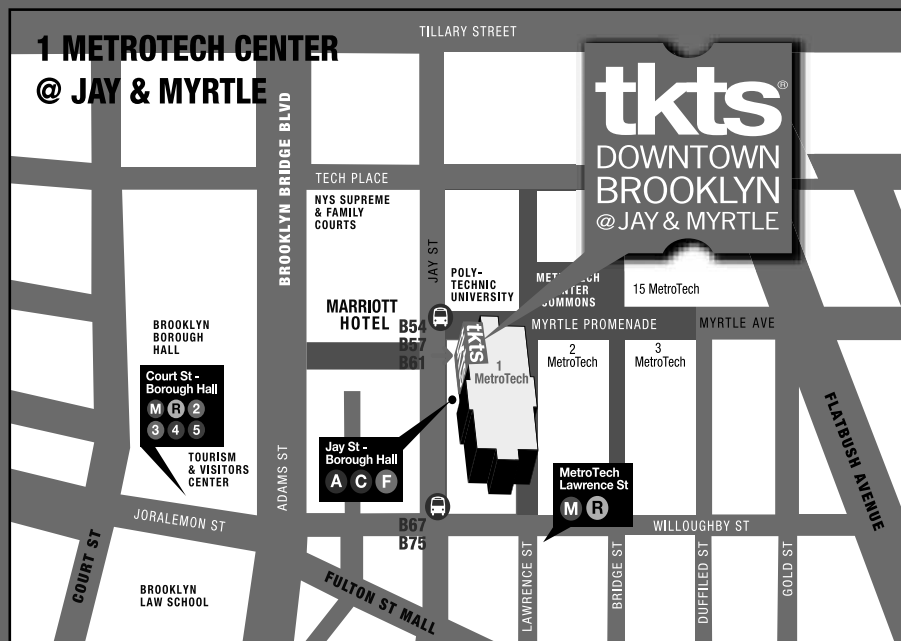 TILLARY STREET
1 METROTECH CENTER
@ JAY & MYRTLE
tkts®
DOWNTOWN
BROOKLYN
@ JAY & MYRTLE
BROOKLYN BRIDGE BLVD
TECH PLACE
NYS SUPREME
& FAMILY
COURTS
JAY ST
POLY-
TECHNIC
UNIVERSITY
METROTECH
CENTER
COMMONS
15 MetroTech
MARRIOTT
HOTEL
B54
B57
B61
tkts
MYRTLE PROMENADE
MYRTLE AVE
1
MetroTech
2
MetroTech
3
MetroTech
BROOKLYN
BOROUGH
HALL
Court St -
Borough Hall
M R 2
3 4 5
TOURISM
& VISITORS
CENTER
Jay St -
Borough Hall
A C F
MetroTech
Lawrence St
M R
FLATBUSH AVENUE
ADAMS ST
JORALEMON ST
B67
B75
WILLOUGHBY ST
COURT ST
BROOKLYN
LAW SCHOOL
FULTON ST MALL
LAWRENCE ST
BRIDGE ST
DUFFILED ST
GOLD ST